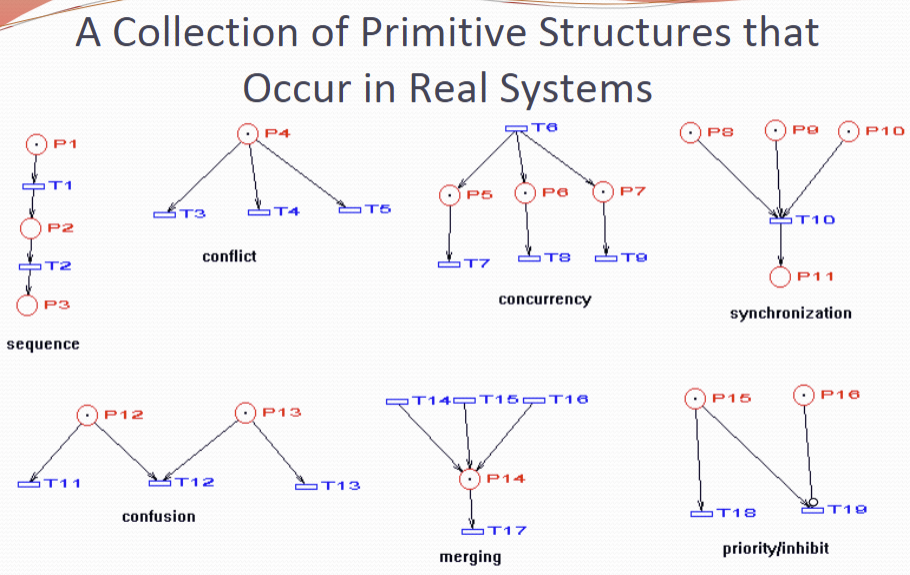 A Collection of Primitive Structures that
Occur in Real Systems
P1
T1
P2
T2
P3
sequence
P4
T3
T4
T5
conflict
T6
P5
P6
P7
T7
T8
T9
concurrency
P8
P9
P10
T10
P11
synchronization
P12
P13
T11
T12
T13
confusion
T14
T15
T16
P14
T17
merging
P15
P16
T18
T19
priority/inhibit